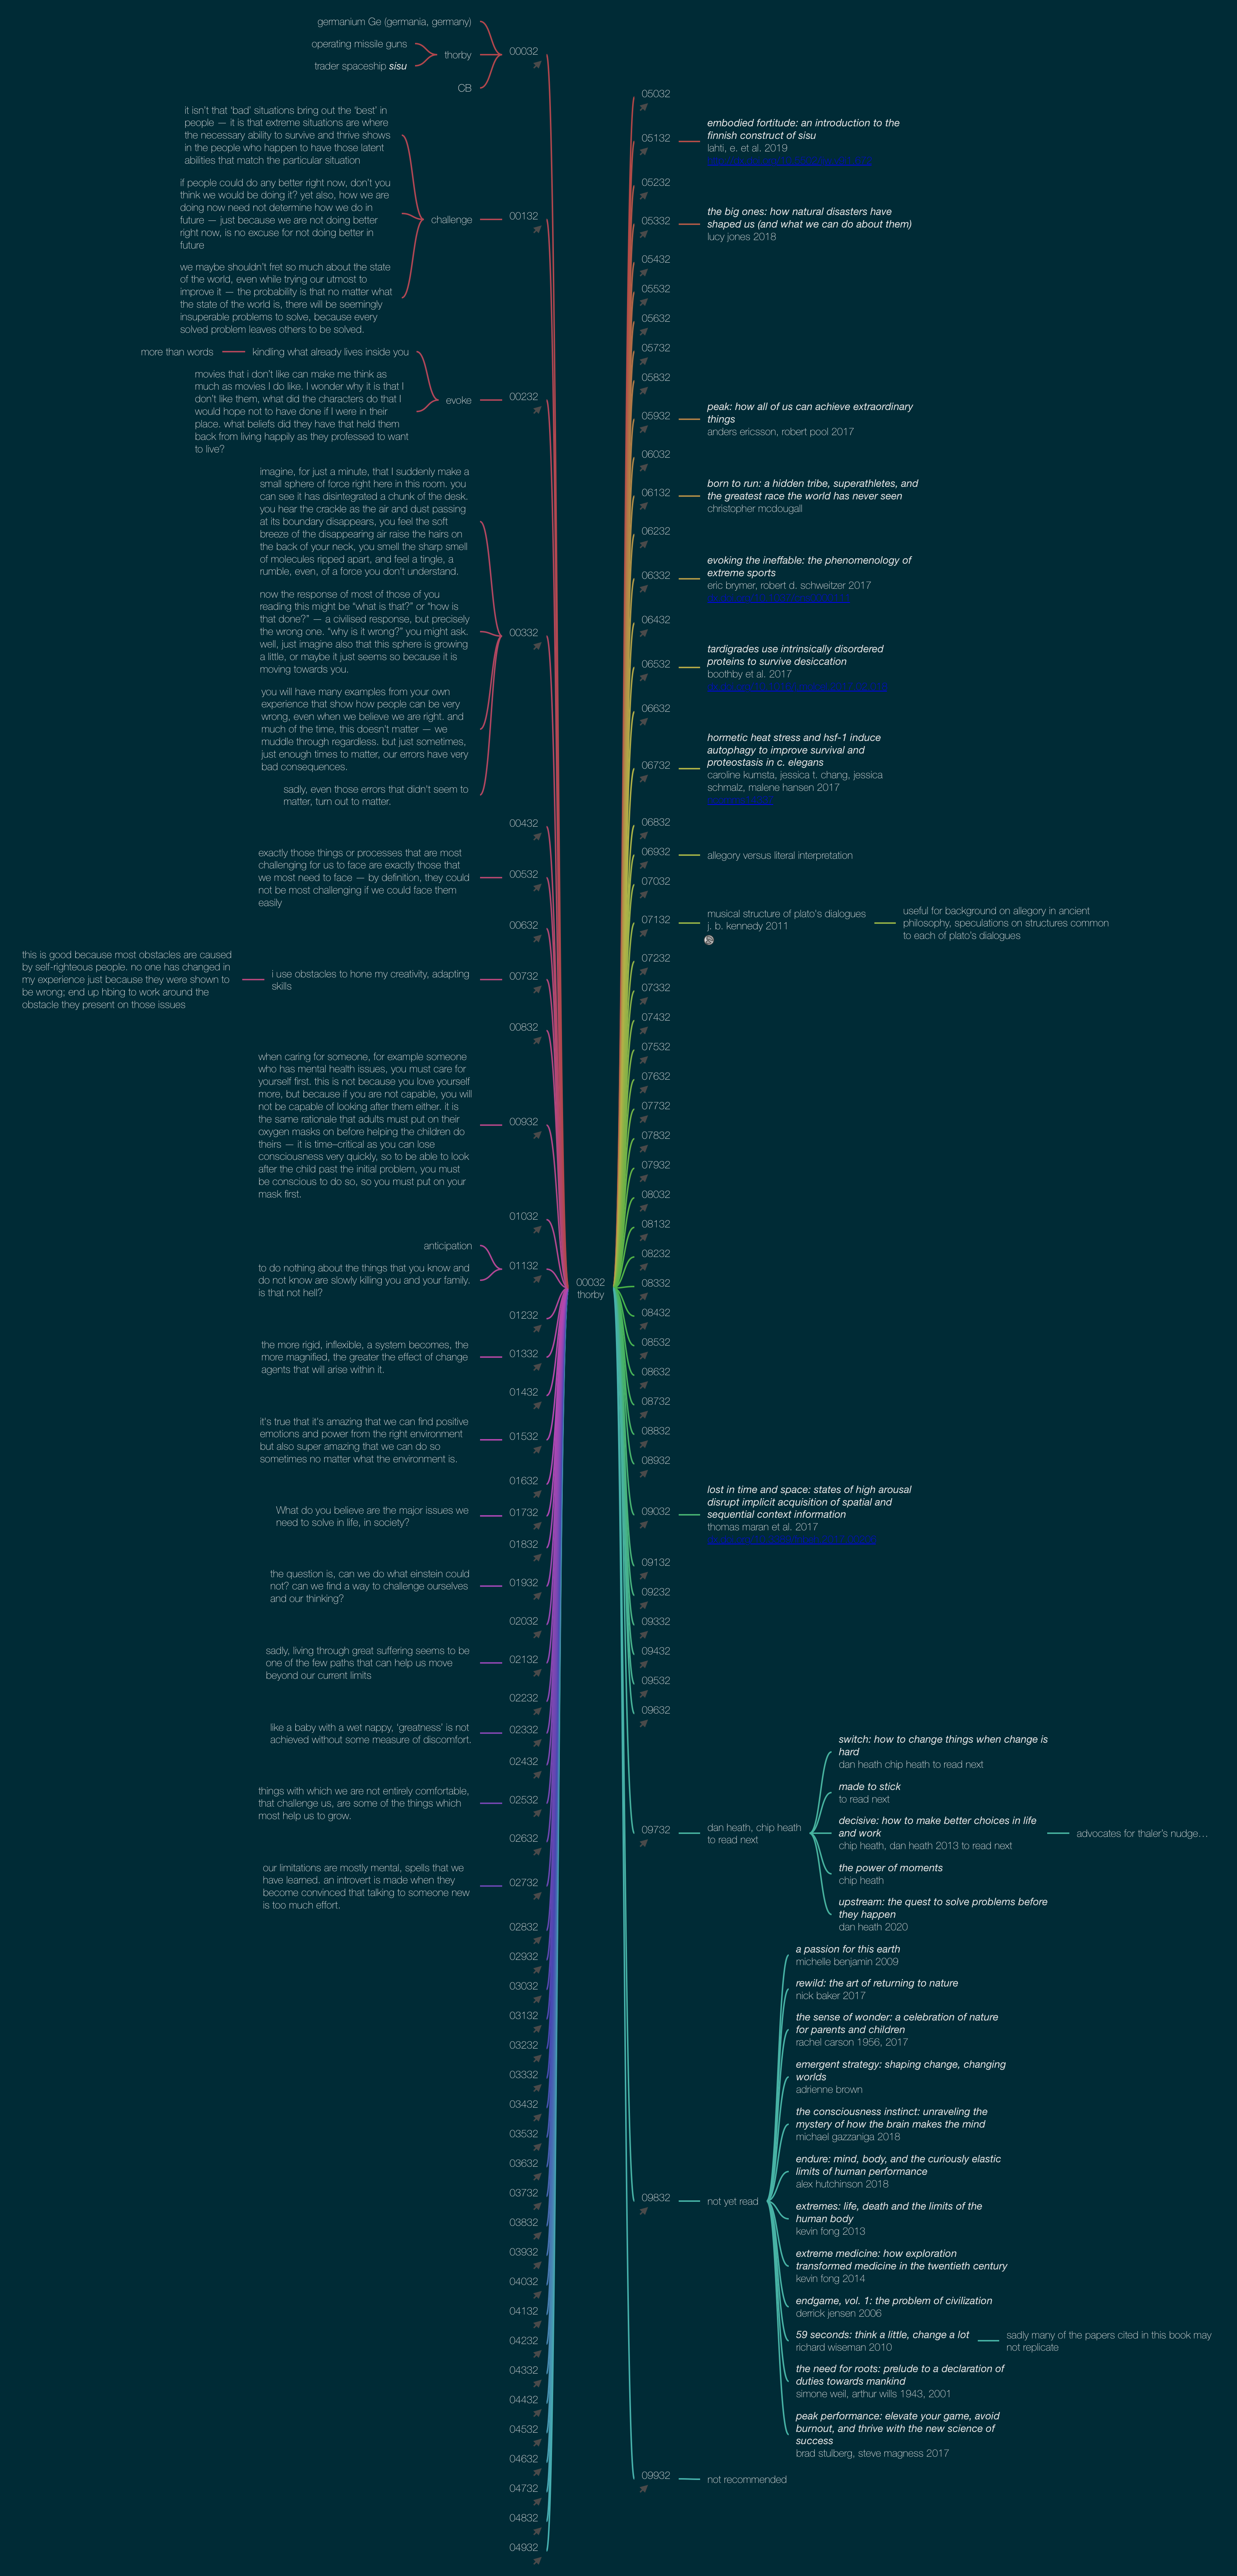 germanium Ge (germania, germany)
operating missile guns
thorby
trader spaceship sisu
CB
00032
it isn't that 'bad' situations bring out the 'best' in
people — it is that extreme situations are where
the necessary ability to survive and thrive shows
in the people who happen to have those latent
abilities that match the particular situation
if people could do any better right now, don't you
think we would be doing it? yet also, how we are
doing now need not determine how we do in
future — just because we are not doing better
right now, is no excuse for not doing better in
future
we maybe shouldn't fret so much about the state
of the world, even while trying our utmost to
improve it — the probability is that no matter what
the state of the world is, there will be seemingly
insuperable problems to solve, because every
solved problem leaves others to be solved.
challenge
00132
more than words
kindling what already lives inside you
movies that i don't like can make me think as
much as movies I do like. I wonder why it is that I
don't like them, what did the characters do that I
would hope not to have done if I were in their
place. what beliefs did they have that held them
back from living happily as they professed to want
to live?
evoke
00232
imagine, for just a minute, that I suddenly make a
small sphere of force right here in this room. you
can see it has disintegrated a chunk of the desk.
you hear the crackle as the air and dust passing
at its boundary disappears, you feel the soft
breeze of the disappearing air raise the hairs on
the back of your neck, you smell the sharp smell
of molecules ripped apart, and feel a tingle, a
rumble, even, of a force you don't understand.
now the response of most of those of you
reading this might be "what is that?" or "how is
that done?" — a civilised response, but precisely
the wrong one. "why is it wrong?" you might ask.
well, just imagine also that this sphere is growing
a little, or maybe it just seems so because it is
moving towards you.
you will have many examples from your own
experience that show how people can be very
wrong, even when we believe we are right. and
much of the time, this doesn't matter — we
muddle through regardless. but just sometimes,
just enough times to matter, our errors have very
bad consequences.
sadly, even those errors that didn't seem to
matter, turn out to matter.
00332
00432
exactly those things or processes that are most
challenging for us to face are exactly those that
we most need to face — by definition, they could
not be most challenging if we could face them
easily
00532
00632
this is good because most obstacles are caused
by self-righteous people. no one has changed in
my experience just because they were shown to
be wrong; end up hbing to work around the
obstacle they present on those issues
i use obstacles to hone my creativity, adapting
skills
00732
00832
when caring for someone, for example someone
who has mental health issues, you must care for
yourself first. this is not because you love yourself
more, but because if you are not capable, you will
not be capable of looking after them either. it is
the same rationale that adults must put on their
oxygen masks on before helping the children do
theirs — it is time–critical as you can lose
consciousness very quickly, so to be able to look
after the child past the initial problem, you must
be conscious to do so, so you must put on your
mask first.
00932
01032
anticipation
to do nothing about the things that you know and
do not know are slowly killing you and your family.
is that not hell?
01132
01232
the more rigid, inflexible, a system becomes, the
more magnified, the greater the effect of change
agents that will arise within it.
01332
01432
it's true that it's amazing that we can find positive
emotions and power from the right environment
but also super amazing that we can do so
sometimes no matter what the environment is.
01532
01632
What do you believe are the major issues we
need to solve in life, in society?
01732
01832
the question is, can we do what einstein could
not? can we find a way to challenge ourselves
and our thinking?
01932
02032
sadly, living through great suffering seems to be
one of the few paths that can help us move
beyond our current limits
02132
02232
like a baby with a wet nappy, 'greatness' is not
achieved without some measure of discomfort.
02332
02432
things with which we are not entirely comfortable,
that challenge us, are some of the things which
most help us to grow.
02532
02632
our limitations are mostly mental, spells that we
have learned. an introvert is made when they
become convinced that talking to someone new
is too much effort.
02732
02832
02932
03032
03132
03232
03332
03432
03532
03632
03732
03832
03932
04032
04132
04232
04332
04432
04532
04632
04732
04832
04932
00032
thorby
05032
05132
embodied fortitude: an introduction to the
finnish construct of sisu
lahti, e. et al. 2019
05232
05332
the big ones: how natural disasters have
shaped us (and what we can do about them)
lucy jones 2018
05432
05532
05632
05732
05832
05932
peak: how all of us can achieve extraordinary
things
anders ericsson, robert pool 2017
06032
06132
born to run: a hidden tribe, superathletes, and
the greatest race the world has never seen
christopher mcdougall
06232
06332
evoking the ineffable: the phenomenology of
extreme sports
eric brymer, robert d. schweitzer 2017
06432
06532
tardigrades use intrinsically disordered
proteins to survive desiccation
boothby et al. 2017
06632
06732
hormetic heat stress and hsf-1 induce
autophagy to improve survival and
proteostasis in c. elegans
caroline kumsta, jessica t. chang, jessica
schmalz, malene hansen 2017
06832
06932
allegory versus literal interpretation
07032
07132
musical structure of plato's dialogues
j. b. kennedy 2011
useful for background on allegory in ancient
philosophy, speculations on structures common
to each of plato's dialogues
07232
07332
07432
07532
07632
07732
07832
07932
08032
08132
08232
08332
08432
08532
08632
08732
08832
08932
09032
lost in time and space: states of high arousal
disrupt implicit acquisition of spatial and
sequential context information
thomas maran et al. 2017
09132
09232
09332
09432
09532
09632
09732
dan heath, chip heath
to read next
switch: how to change things when change is
hard
dan heath chip heath to read next
made to stick
to read next
decisive: how to make better choices in life
and work
chip heath, dan heath 2013 to read next
advocates for thaler's nudge…
the power of moments
chip heath
upstream: the quest to solve problems before
they happen
dan heath 2020
09832
not yet read
a passion for this earth
michelle benjamin 2009
rewild: the art of returning to nature
nick baker 2017
the sense of wonder: a celebration of nature
for parents and children
rachel carson 1956, 2017
emergent strategy: shaping change, changing
worlds
adrienne brown
the consciousness instinct: unraveling the
mystery of how the brain makes the mind
michael gazzaniga 2018
endure: mind, body, and the curiously elastic
limits of human performance
alex hutchinson 2018
extremes: life, death and the limits of the
human body
kevin fong 2013
extreme medicine: how exploration
transformed medicine in the twentieth century
kevin fong 2014
endgame, vol. 1: the problem of civilization
derrick jensen 2006
59 seconds: think a little, change a lot
richard wiseman 2010
sadly many of the papers cited in this book may
not replicate
the need for roots: prelude to a declaration of
duties towards mankind
simone weil, arthur wills 1943, 2001
peak performance: elevate your game, avoid
burnout, and thrive with the new science of
success
brad stulberg, steve magness 2017
09932
not recommended